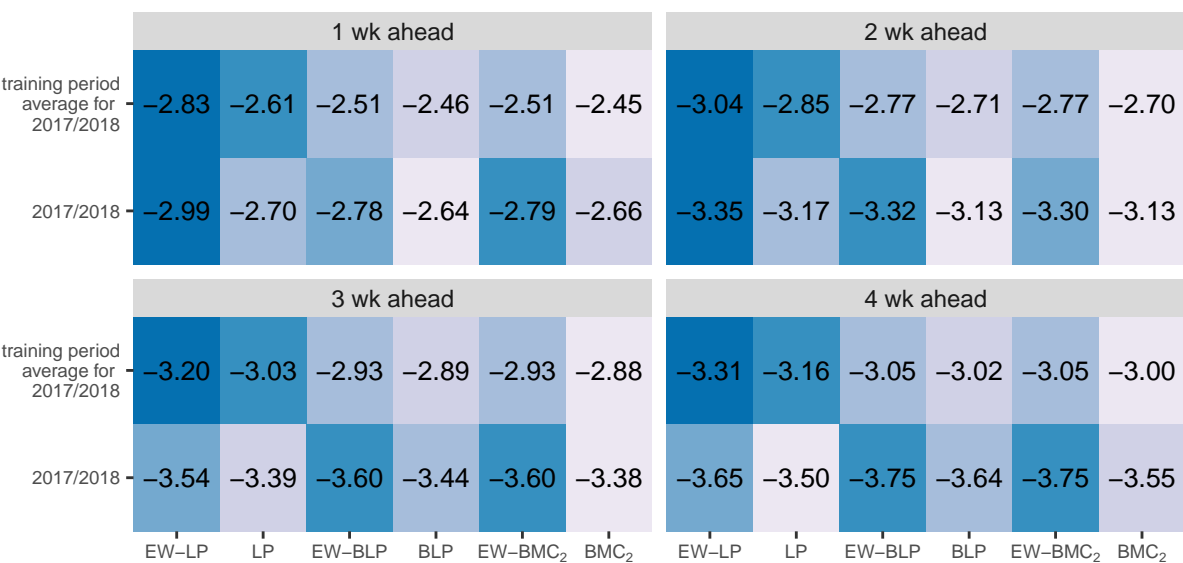 1 wk ahead 2 wk ahead
training period
average for
2017/2018
−2.83 −2.61 −2.51 −2.46 −2.51 −2.45 −3.04 −2.85 −2.77 −2.71 −2.77 −2.70
2017/2018 −2.99 −2.70 −2.78 −2.64 −2.79 −2.66 −3.35 −3.17 −3.32 −3.13 −3.30 −3.13
3 wk ahead 4 wk ahead
training period
average for
2017/2018
−3.20 −3.03 −2.93 −2.89 −2.93 −2.88 −3.31 −3.16 −3.05 −3.02 −3.05 −3.00
2017/2018 −3.54 −3.39 −3.60 −3.44 −3.60 −3.38 −3.65 −3.50 −3.75 −3.64 −3.75 −3.55
EW−LP LP EW−BLP BLP EW−BMC₂ BMC₂ EW−LP LP EW−BLP BLP EW−BMC₂ BMC₂